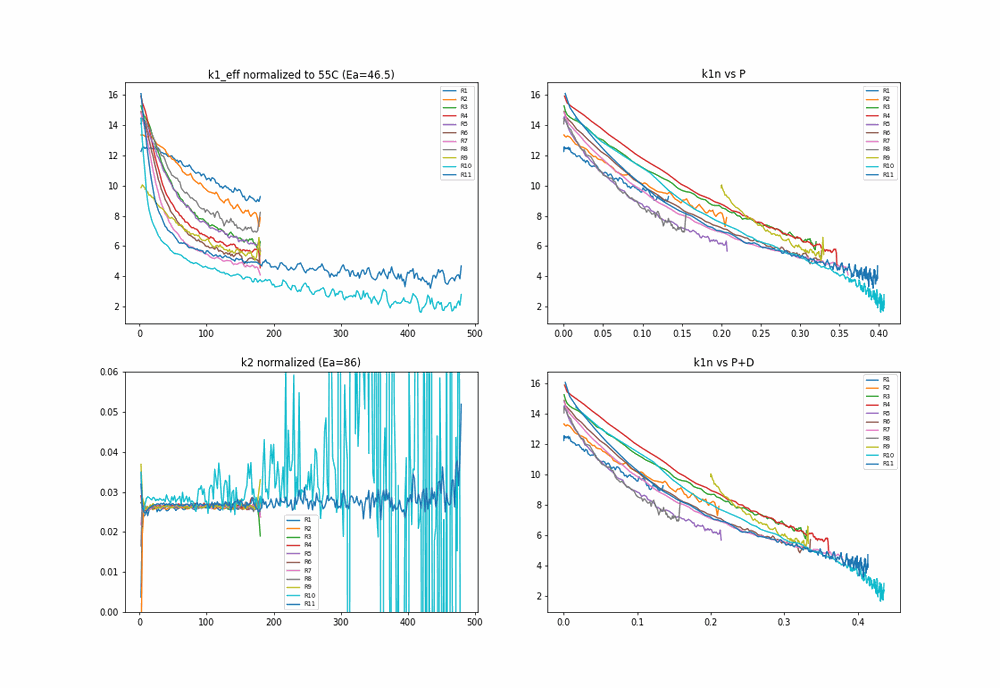 k1_eff normalized to 55C (Ea=46.5)
16
14
12
10
8
6
4
2
0
100
200
300
400
500
R1
R2
R3
R4
R5
R6
R7
R8
R9
R10
R11
k1n vs P
16
14
12
10
8
6
4
2
0.00
0.05
0.10
0.15
0.20
0.25
0.30
0.35
0.40
R1
R2
R3
R4
R5
R6
R7
R8
R9
R10
R11
k2 normalized (Ea=86)
0.06
0.05
0.04
0.03
0.02
0.01
0.00
0
100
200
300
400
500
R1
R2
R3
R4
R5
R6
R7
R8
R9
R10
R11
k1n vs P+D
16
14
12
10
8
6
4
2
0.0
0.1
0.2
0.3
0.4
R1
R2
R3
R4
R5
R6
R7
R8
R9
R10
R11